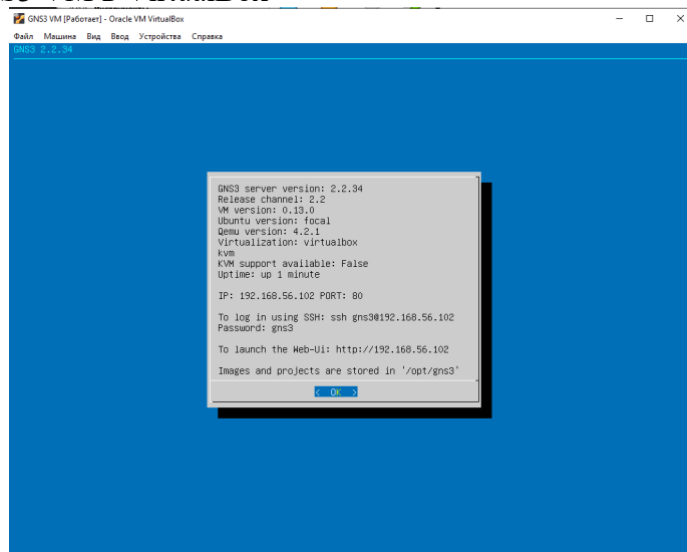 GNS3 VM [Работает] - Oracle VM VirtualBox
Файл Машина Вид Ввод Устройства Справка
GNS3 2.2.34
GNS3 server version: 2.2.34
Release channel: 2.2
VM version: 0.13.0
Ubuntu version: focal
Qemu version: 4.2.1
Virtualization: virtualbox
kvm
KVM support available: False
Uptime: up 1 minute
IP: 192.168.56.102 PORT: 80
To log in using SSH: ssh gns3@192.168.56.102
Password: gns3
To launch the Web-Ui: http://192.168.56.102
Images and projects are stored in '/opt/gns3'
< OK >